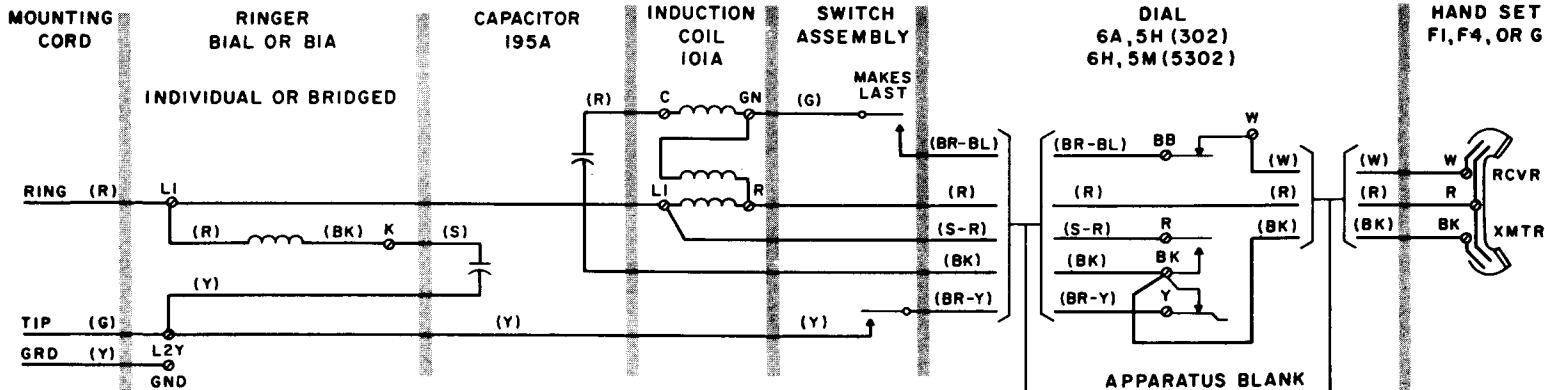 MOUNTING CORD
RINGER
BIAL OR BIA
INDIVIDUAL OR BRIDGED
CAPACITOR
195A
INDUCTION
COIL
101A
SWITCH
ASSEMBLY
MAKES
LAST
DIAL
6A, 5H (302)
6H, 5M (5302)
HAND SET
F1, F4, OR G
(R) C GN (G)
(BR-BL) (BR-BL) BB W (W) (W) W RCVR
RING (R) L1 L1 R (R) (R) (R) (R) R
(R) (BK) K (S) (S-R) (S-R) R (BK) (BK) BK XMTR
(BK) (BK) BK
(Y) (BR-Y) (BR-Y) Y
TIP (G) L2Y (Y) (Y)
GRD (Y) GND
APPARATUS BLANK